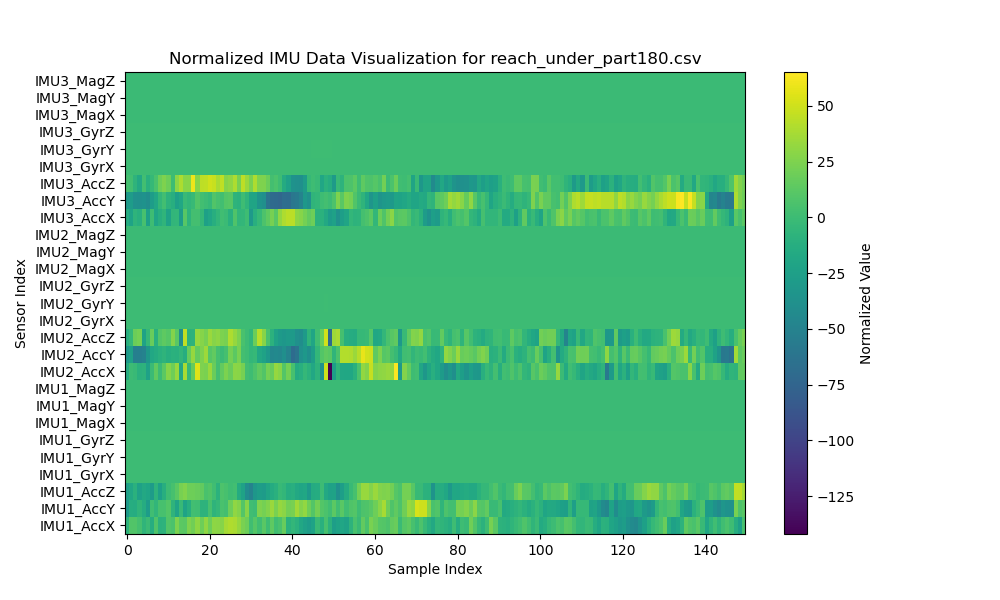 Normalized IMU Data Visualization for reach_under_part180.csv
IMU3_MagZ
IMU3_MagY
IMU3_MagX
IMU3_GyrZ
IMU3_GyrY
IMU3_GyrX
IMU3_AccZ
IMU3_AccY
IMU3_AccX
IMU2_MagZ
IMU2_MagY
IMU2_MagX
IMU2_GyrZ
IMU2_GyrY
IMU2_GyrX
IMU2_AccZ
IMU2_AccY
IMU2_AccX
IMU1_MagZ
IMU1_MagY
IMU1_MagX
IMU1_GyrZ
IMU1_GyrY
IMU1_GyrX
IMU1_AccZ
IMU1_AccY
IMU1_AccX
Sensor Index
0 20 40 60 80 100 120 140
Sample Index
50
25
0
−25
−50
−75
−100
−125
Normalized Value